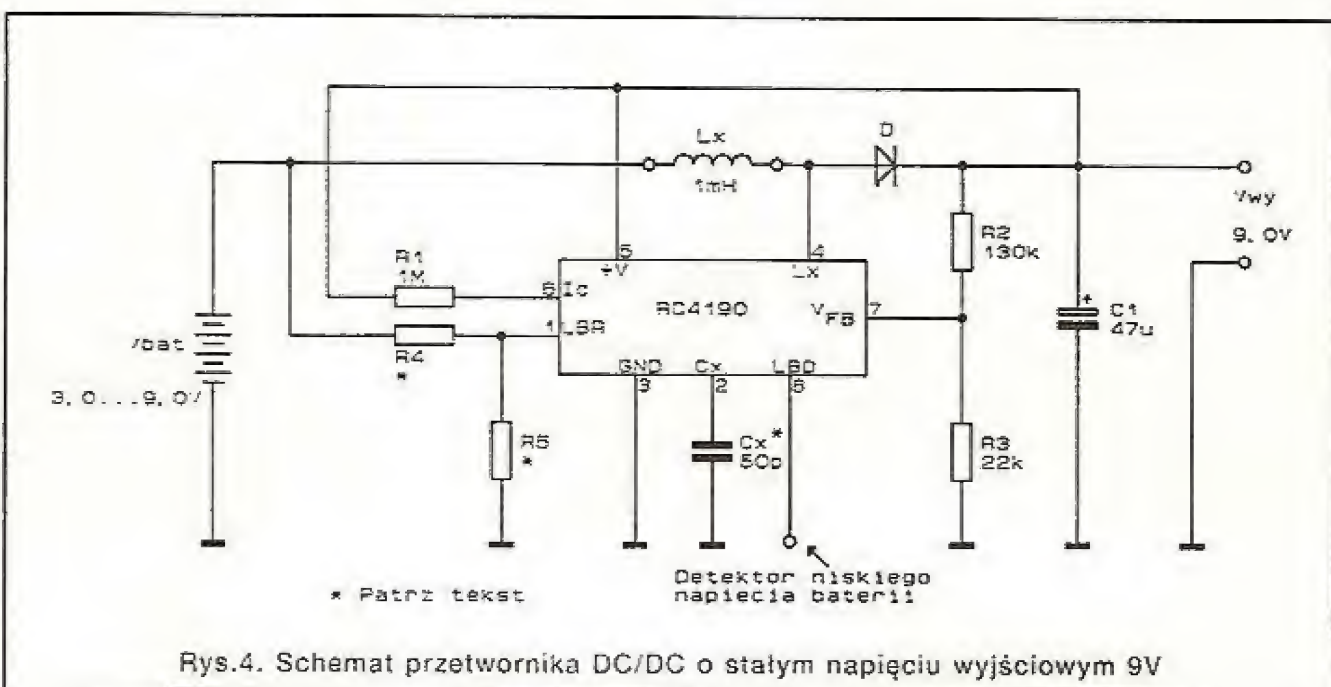 Lx
1mH
D
Vwy
9.0V
R1
1M
6
Ic
5
+V
4
Lx
RC4190
VFB
7
R2
130k
C1
47u
+
Vbat
3,0...9,0V
R4
*
1
LBR
GND
3
Cx
2
LBD
8
R5
*
Cx*
50p
R3
22k
* Patrz tekst
Detektor niskiego
napiecia baterii
Rys.4. Schemat przetwornika DC/DC o stałym napięciu wyjściowym 9V